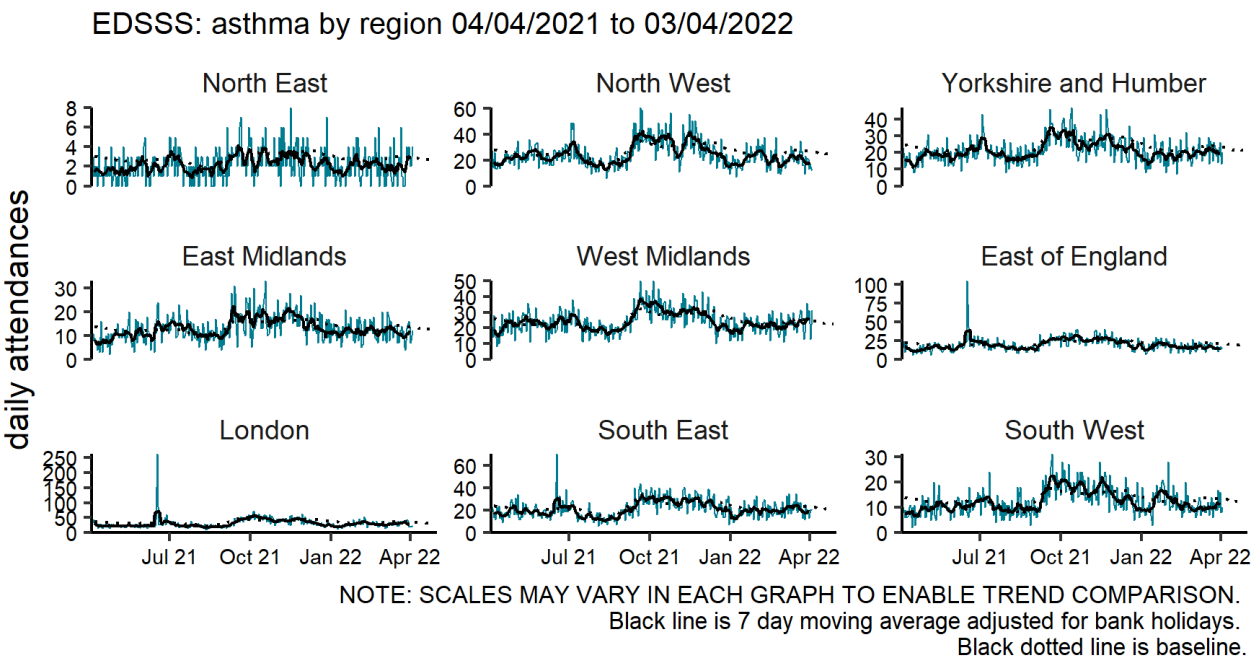 EDSSS: asthma by region 04/04/2021 to 03/04/2022
daily attendances
North East
8
6
4
2
0
North West
60
40
20
0
Yorkshire and Humber
40
30
20
10
0
East Midlands
30
20
10
0
West Midlands
50
40
30
20
10
0
East of England
100
75
50
25
0
London
250
200
150
100
50
0
Jul 21 Oct 21 Jan 22 Apr 22
South East
60
40
20
0
Jul 21 Oct 21 Jan 22 Apr 22
South West
30
20
10
0
Jul 21 Oct 21 Jan 22 Apr 22
NOTE: SCALES MAY VARY IN EACH GRAPH TO ENABLE TREND COMPARISON.
Black line is 7 day moving average adjusted for bank holidays.
Black dotted line is baseline.